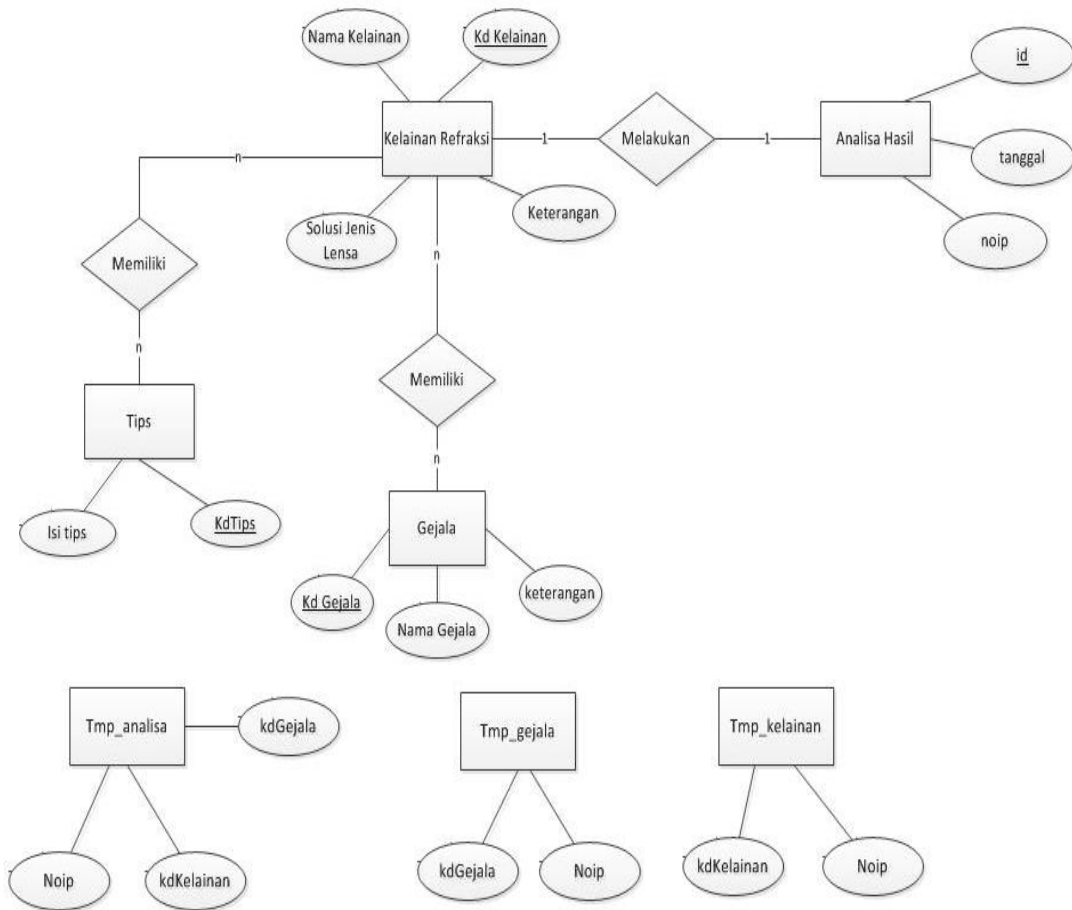 Nama Kelainan
Kd Kelainan
id
Kelainan Refraksi
1
Melakukan
1
Analisa Hasil
n
tanggal
Solusi Jenis
Lensa
Keterangan
noip
n
Memiliki
n
Memiliki
Tips
n
Isi tips
KdTips
Gejala
Kd Gejala
keterangan
Nama Gejala
Tmp_analisa
kdGejala
Tmp_gejala
Tmp_kelainan
Noip
kdKelainan
kdGejala
Noip
kdKelainan
Noip